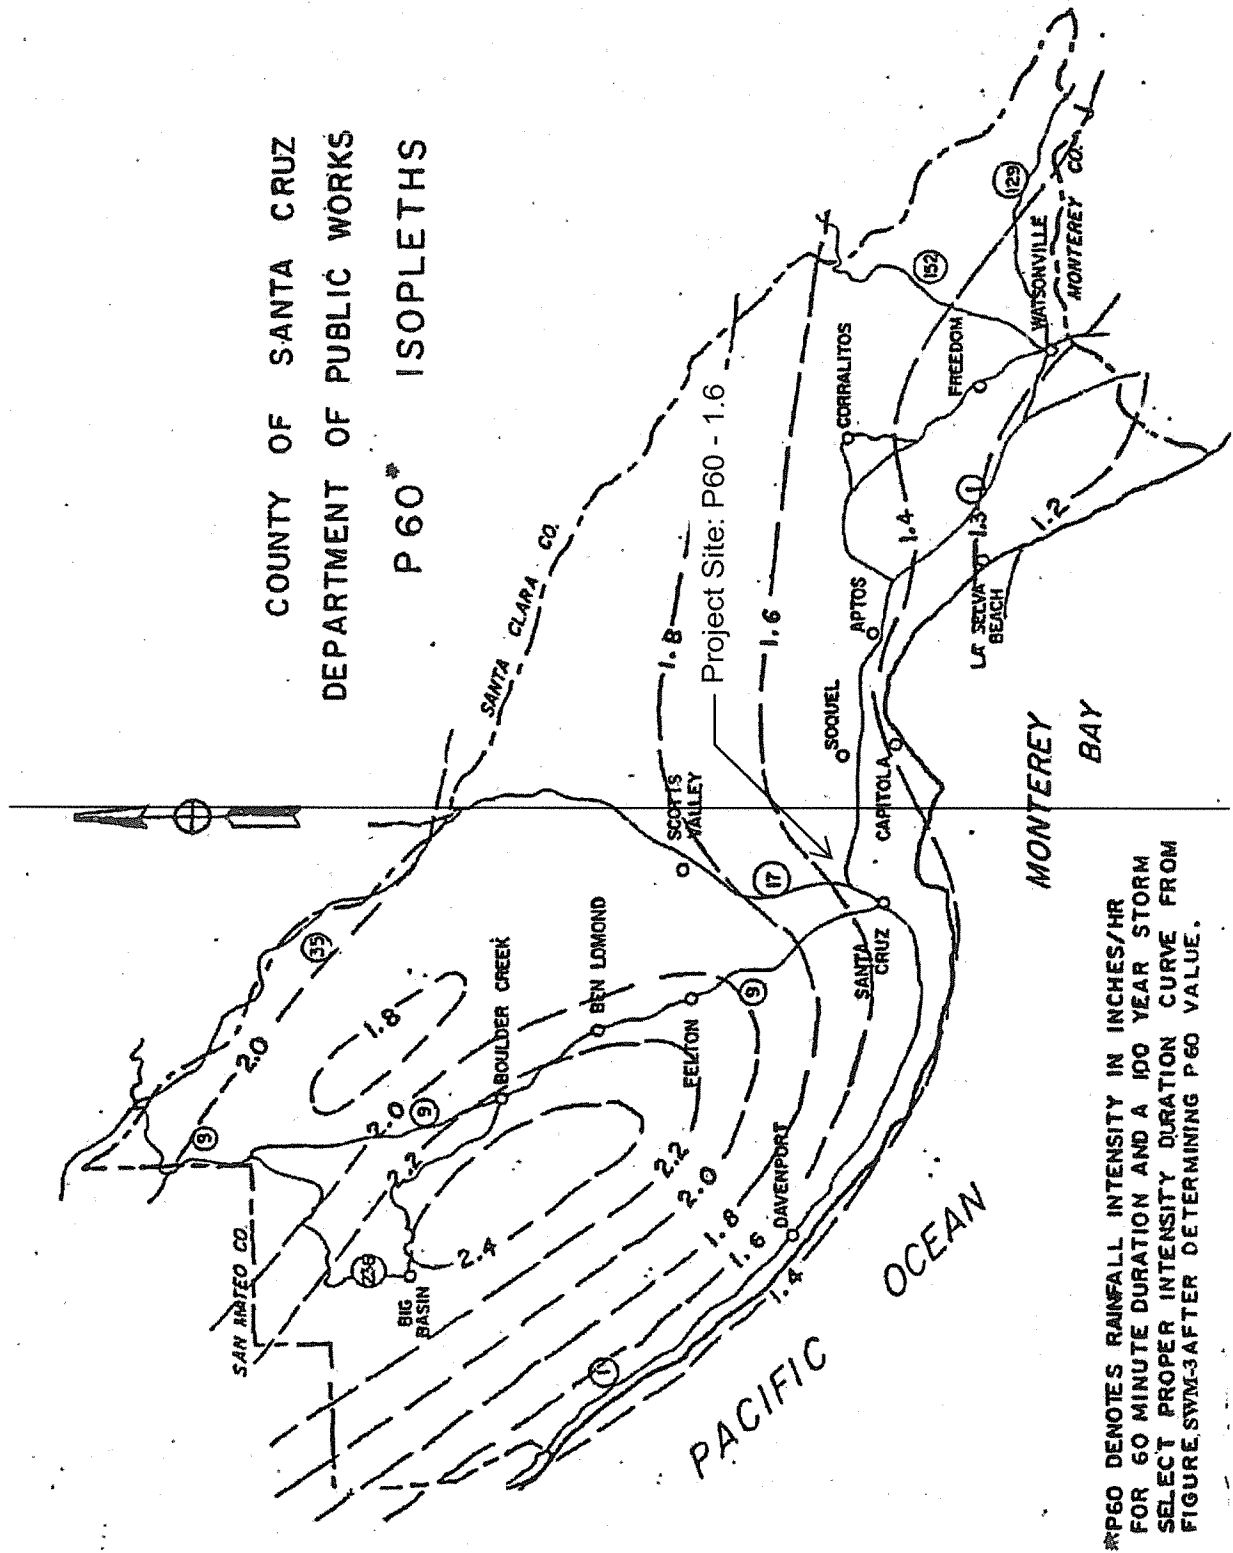 COUNTY OF SANTA CRUZ
DEPARTMENT OF PUBLIC WORKS
P60* ISOPLETHS
SANTA CLARA CO.
SAN MATEO CO.
MONTEREY CO.
35
9
236
9
9
17
1
1
152
129
2.0
1.8
2.0
2.2
2.4
2.2
2.0
1.8
1.6
1.4
1.8
1.6
1.4
1.3
1.2
BIG
BASIN
BOULDER CREEK
BEN LOMOND
FELTON
SCOTTS
VALLEY
DAVENPORT
SANTA
CRUZ
SOQUEL
CAPITOLA
APTOS
LA SELVA
BEACH
CORRALITOS
FREEDOM
WATSONVILLE
Project Site: P60 - 1.6
PACIFIC
OCEAN
MONTEREY
BAY
*P60 DENOTES RAINFALL INTENSITY IN INCHES/HR
FOR 60 MINUTE DURATION AND A 100 YEAR STORM
SELECT PROPER INTENSITY DURATION CURVE FROM
FIGURE SWM-3 AFTER DETERMINING P60 VALUE.